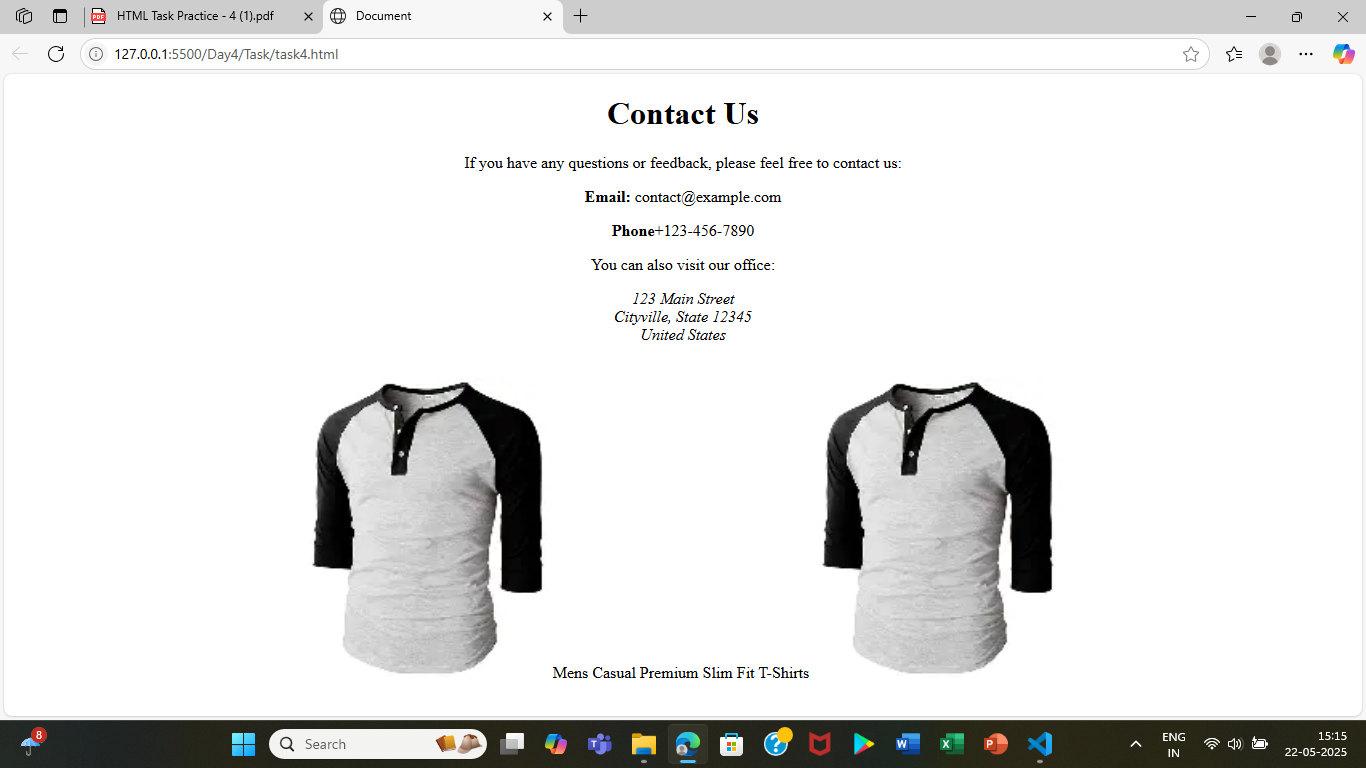 HTML Task Practice - 4 (1).pdf
Document
127.0.0.1:5500/Day4/Task/task4.html
Contact Us
If you have any questions or feedback, please feel free to contact us:
Email: contact@example.com
Phone+123-456-7890
You can also visit our office:
123 Main Street
Cityville, State 12345
United States
Mens Casual Premium Slim Fit T-Shirts
8
Search
ENG
IN
15:15
22-05-2025